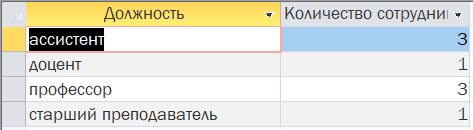 Должность Количество сотрудни
ассистент 3
доцент 1
профессор 3
старший преподаватель 1